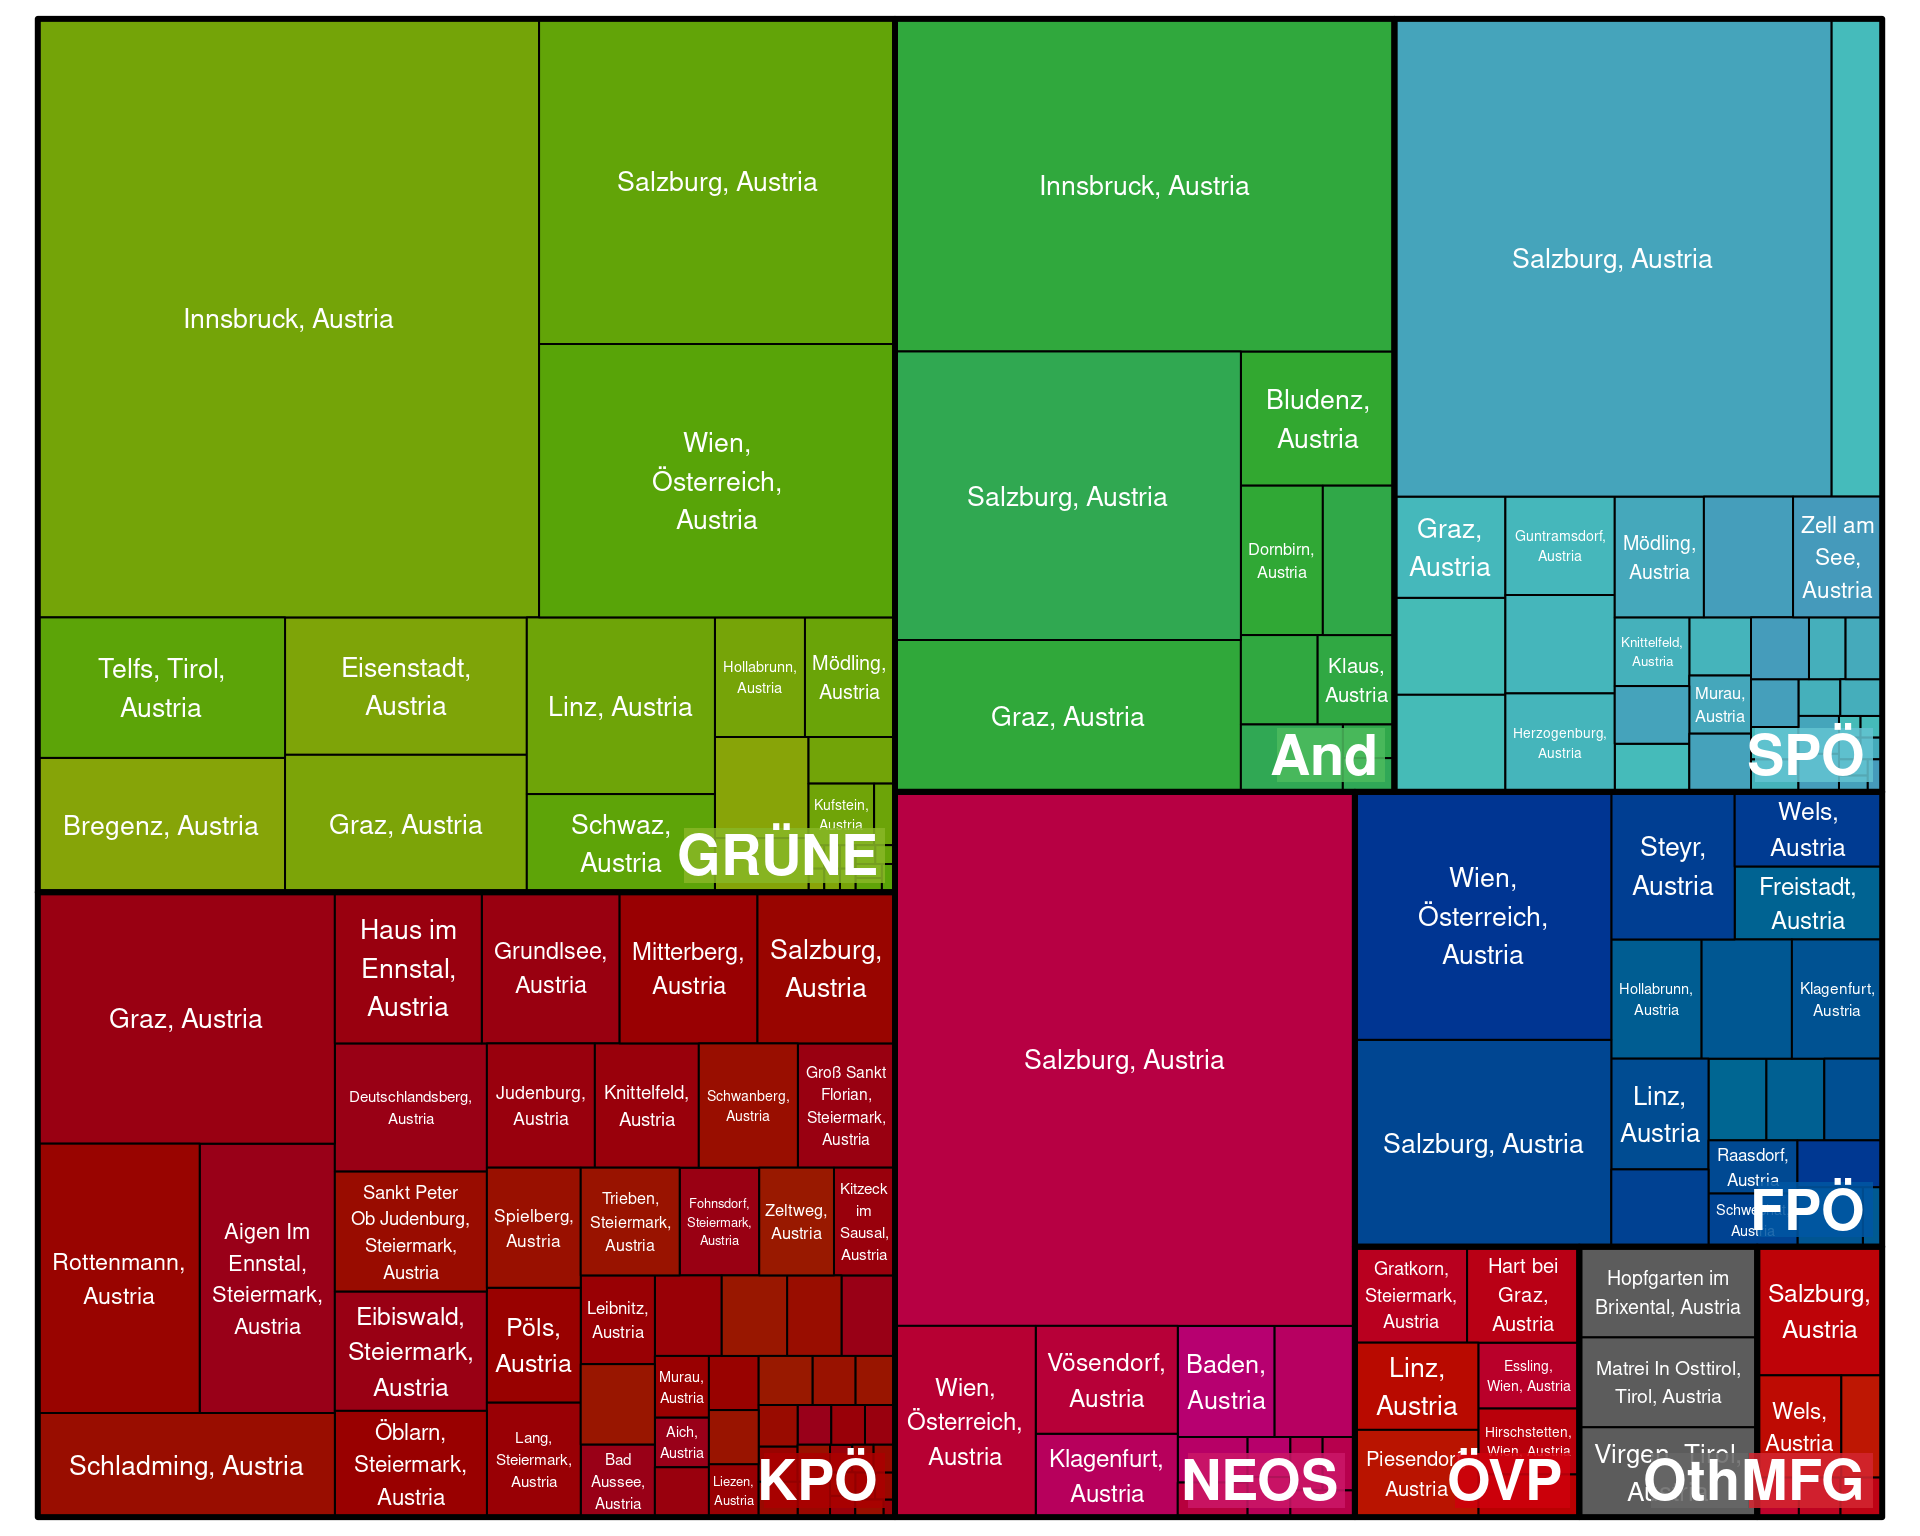 Innsbruck, Austria
Salzburg, Austria
Wien,
Österreich,
Austria
Telfs, Tirol,
Austria
Eisenstadt,
Austria
Linz, Austria
Hollabrunn,
Austria
Mödling,
Austria
Bregenz, Austria
Graz, Austria
Schwaz,
Austria
Kufstein,
Austria
GRÜNE
Innsbruck, Austria
Salzburg, Austria
Bludenz,
Austria
Dornbirn,
Austria
Klaus,
Austria
Graz, Austria
And
Salzburg, Austria
Graz,
Austria
Guntramsdorf,
Austria
Mödling,
Austria
Zell am
See,
Austria
Knittelfeld,
Austria
Murau,
Austria
Herzogenburg,
Austria
SPÖ
Graz, Austria
Haus im
Ennstal,
Austria
Grundlsee,
Austria
Mitterberg,
Austria
Salzburg,
Austria
Deutschlandsberg,
Austria
Judenburg,
Austria
Knittelfeld,
Austria
Schwanberg,
Austria
Groß Sankt
Florian,
Steiermark,
Austria
Rottenmann,
Austria
Aigen Im
Ennstal,
Steiermark,
Austria
Sankt Peter
Ob Judenburg,
Steiermark,
Austria
Spielberg,
Austria
Trieben,
Steiermark,
Austria
Fohnsdorf,
Steiermark,
Austria
Zeltweg,
Austria
Kitzeck
im
Sausal,
Austria
Eibiswald,
Steiermark,
Austria
Pöls,
Austria
Leibnitz,
Austria
Murau,
Austria
Aich,
Austria
Schladming, Austria
Öblarn,
Steiermark,
Austria
Lang,
Steiermark,
Austria
Bad
Aussee,
Austria
Liezen,
Austria
KPÖ
Salzburg, Austria
Wien,
Österreich,
Austria
Vösendorf,
Austria
Baden,
Austria
Klagenfurt,
Austria
NEOS
Wien,
Österreich,
Austria
Steyr,
Austria
Wels,
Austria
Freistadt,
Austria
Hollabrunn,
Austria
Klagenfurt,
Austria
Salzburg, Austria
Linz,
Austria
Raasdorf,
Austria
Austria
FPÖ
Gratkorn,
Steiermark,
Austria
Hart bei
Graz,
Austria
Linz,
Austria
Essling,
Wien, Austria
Hirschstetten,
Wien, Austria
Austria
ÖVP
Hopfgarten im
Brixental, Austria
Matrei In Osttirol,
Tirol, Austria
Virgen, Tirol,
Austria
Salzburg,
Austria
Wels,
Austria
OthMFG